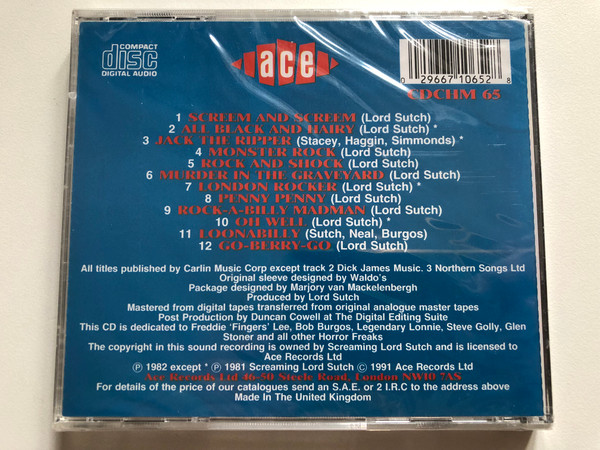 COMPACT
disc
DIGITAL AUDIO
ace
0 29667 10652 8
CDCHM 65
1 SCREEM AND SCREEM (Lord Sutch)
2 ALL BLACK AND HAIRY (Lord Sutch) *
3 JACK THE RIPPER (Stacey, Haggin, Simmonds) *
4 MONSTER ROCK (Lord Sutch)
5 ROCK AND SHOCK (Lord Sutch)
6 MURDER IN THE GRAVEYARD (Lord Sutch)
7 LONDON ROCKER (Lord Sutch) *
8 PENNY PENNY (Lord Sutch)
9 ROCK-A-BILLY MADMAN (Lord Sutch)
10 OH WELL (Lord Sutch) *
11 LOONABILLY (Sutch, Neal, Burgos)
12 GO-BERRY-GO (Lord Sutch)
All titles published by Carlin Music Corp except track 2 Dick James Music. 3 Northern Songs Ltd
Original sleeve designed by Waldo's
Package designed by Marjory van Mackelenbergh
Produced by Lord Sutch
Mastered from digital tapes transferred from original analogue master tapes
Post Production by Duncan Cowell at The Digital Editing Suite
This CD is dedicated to Freddie 'Fingers' Lee, Bob Burgos, Legendary Lonnie, Steve Golly, Glen
Stoner and all other Horror Freaks
The copyright in this sound recording is owned by Screaming Lord Sutch and is licensed to
Ace Records Ltd
℗ 1982 except * ℗ 1981 Screaming Lord Sutch © 1991 Ace Records Ltd
Ace Records Ltd 46-50 Steele Road, London NW10 7AS
For details of the price of our catalogues send an S.A.E. or 2 I.R.C to the address above
Made In The United Kingdom